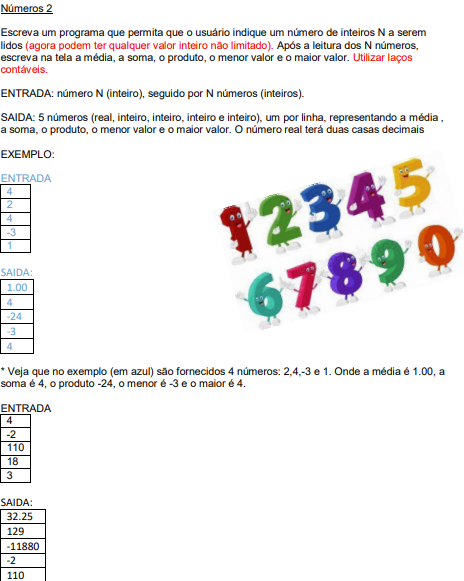 Números 2
Escreva um programa que permita que o usuário indique um número de inteiros N a serem
lidos (agora podem ter qualquer valor inteiro não limitado). Após a leitura dos N números,
escreva na tela a média, a soma, o produto, o menor valor e o maior valor. Utilizar laços
contáveis.
ENTRADA: número N (inteiro), seguido por N números (inteiros).
SAIDA: 5 números (real, inteiro, inteiro, inteiro e inteiro), um por linha, representando a média ,
a soma, o produto, o menor valor e o maior valor. O número real terá duas casas decimais
EXEMPLO:
ENTRADA
4
2
4
-3
1
1 2 3 4 5
6 7 8 9 0
SAIDA:
1.00
4
-24
-3
4
* Veja que no exemplo (em azul) são fornecidos 4 números: 2,4,-3 e 1. Onde a média é 1.00, a
soma é 4, o produto -24, o menor é -3 e o maior é 4.
ENTRADA
4
-2
110
18
3
SAIDA:
32.25
129
-11880
-2
110